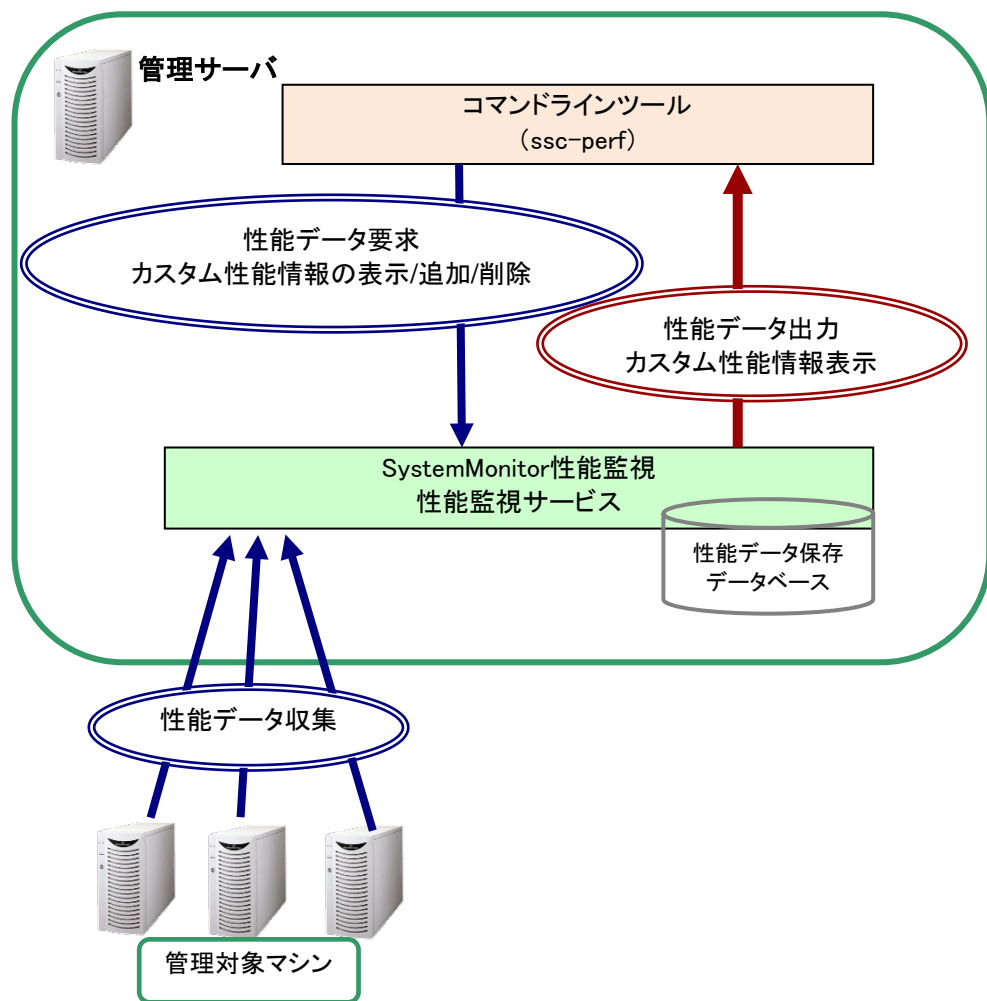 管理サーバ
コマンドラインツール
（ssc-perf）
性能データ要求
カスタム性能情報の表示/追加/削除
性能データ出力
カスタム性能情報表示
SystemMonitor性能監視
性能監視サービス
性能データ保存
データベース
性能データ収集
管理対象マシン